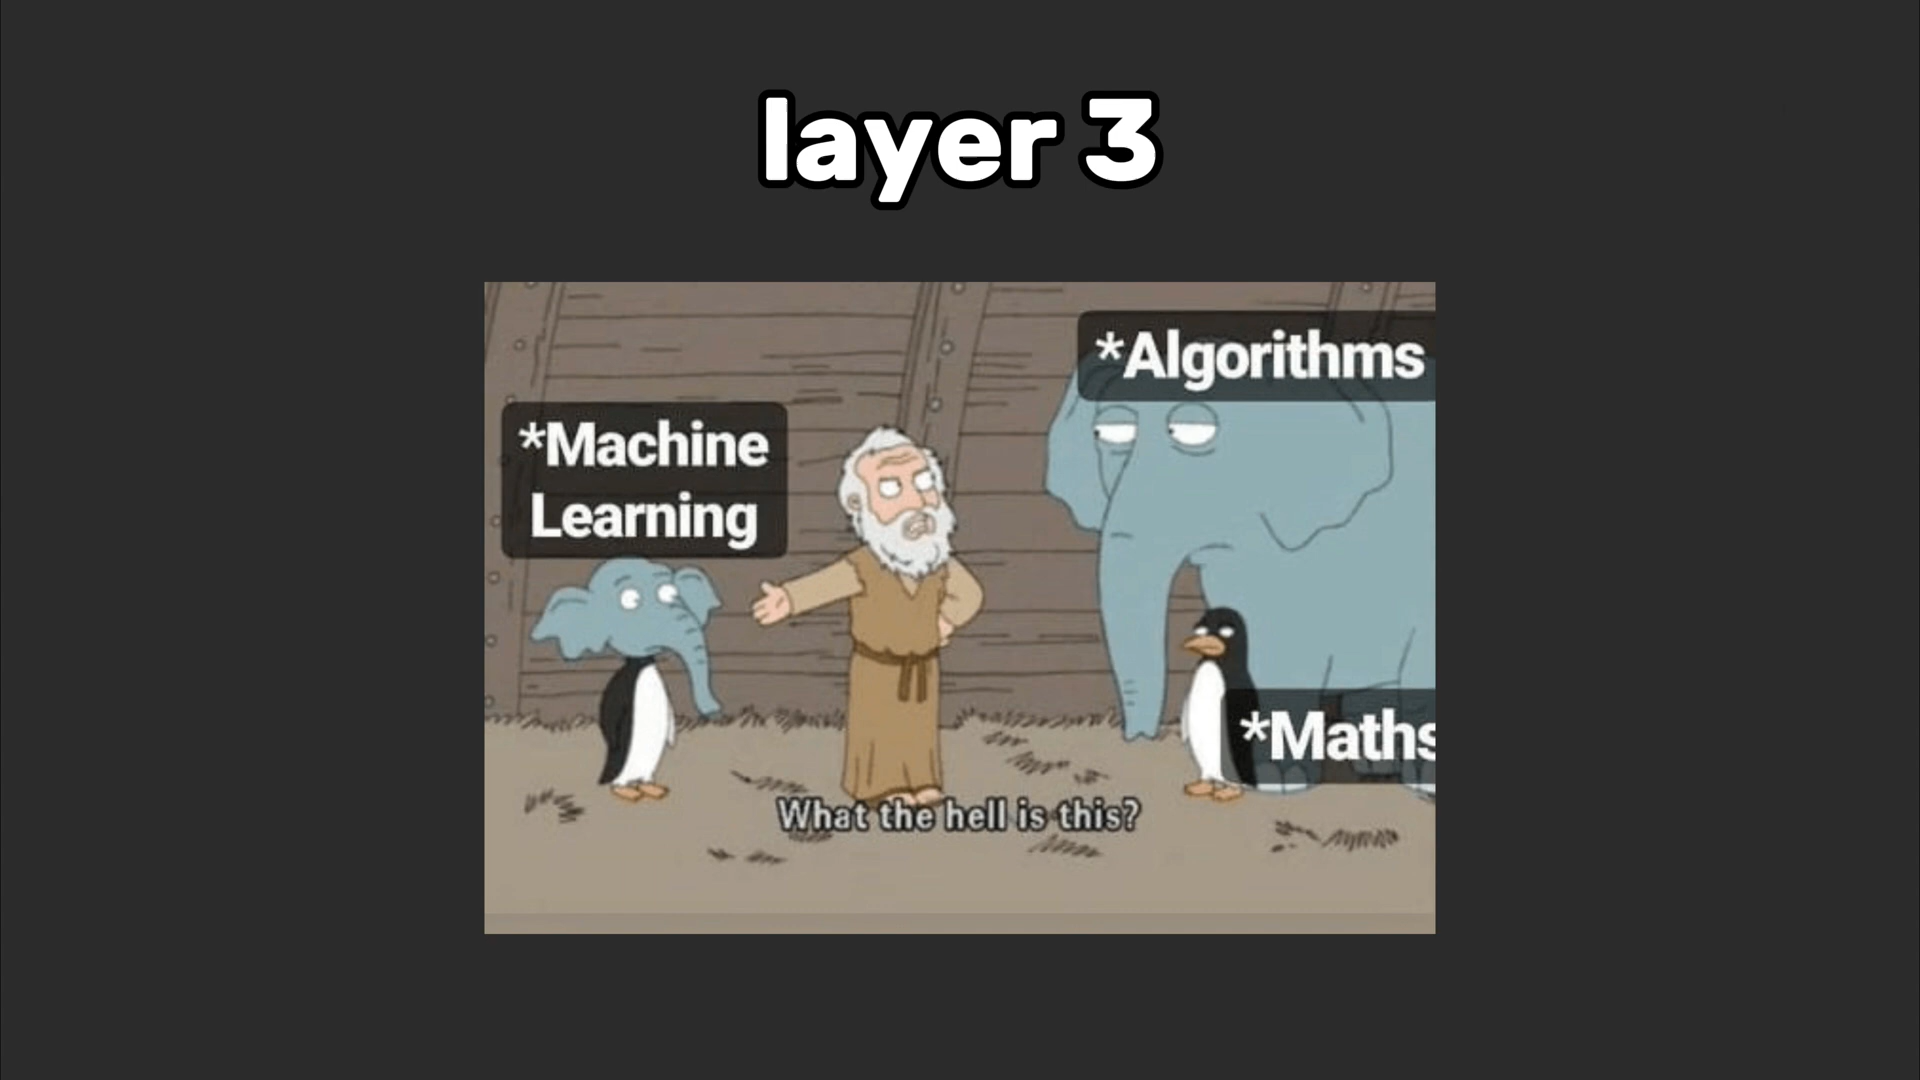 layer 3
*Algorithms
*Machine
Learning
*Maths
What the hell is this?